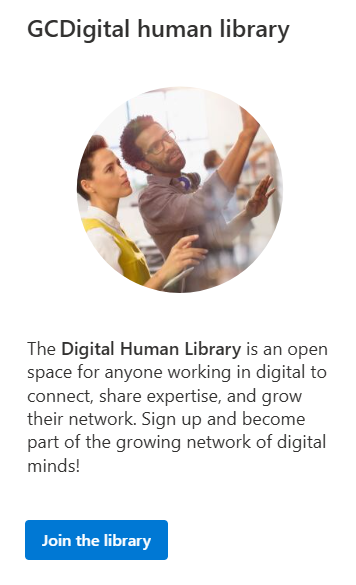 GCDigital human library
The Digital Human Library is an open
space for anyone working in digital to
connect, share expertise, and grow
their network. Sign up and become
part of the growing network of digital
minds!
Join the library